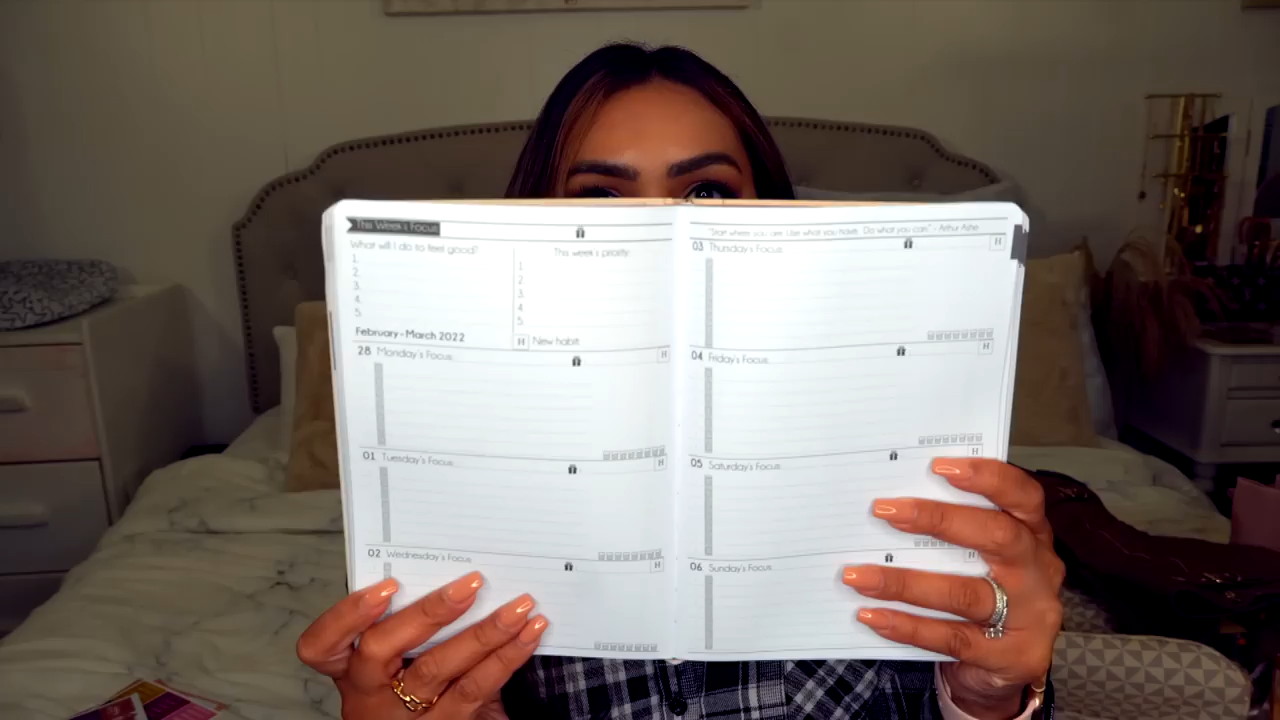 This Week's Focus
What will I do to feel good?
1.
2.
3.
4.
5.
This week's priority:
1.
2.
3.
4.
5.
February - March 2022
H New habit:
28 Monday's Focus:
H
01 Tuesday's Focus:
H
02 Wednesday's Focus:
H
"Start where you are. Use what you have. Do what you can." - Arthur Ashe
03 Thursday's Focus:
H
04 Friday's Focus:
H
05 Saturday's Focus:
H
06 Sunday's Focus:
H